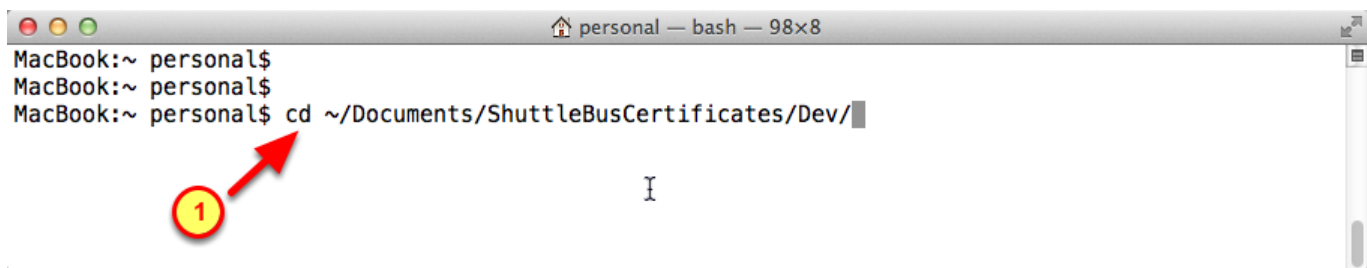 personal — bash — 98×8
MacBook:~ personal$
MacBook:~ personal$
MacBook:~ personal$ cd ~/Documents/ShuttleBusCertificates/Dev/
1